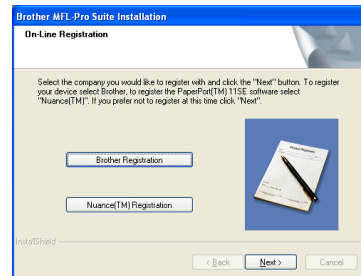 Brother MFL-Pro Suite Installation
On-Line Registration
Select the company you would like to register with and click the "Next" button. To register
your device select Brother, to register the PaperPort(TM) 11SE software select
"Nuance(TM)". If you prefer not to register at this time click "Next".
Brother Registration
Nuance(TM) Registration
InstallShield
< Back
Next >
Cancel